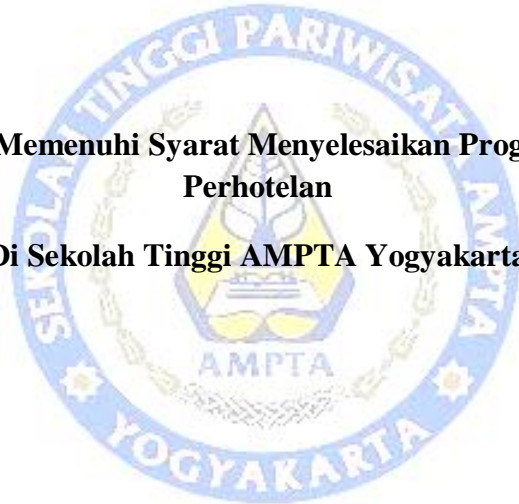 SEKOLAH TINGGI PARIWISATA AMPTA
Memenuhi Syarat Menyelesaikan Prog
Perhotelan
Di Sekolah Tinggi AMPTA Yogyakarta
AMPTA
YOGYAKARTA